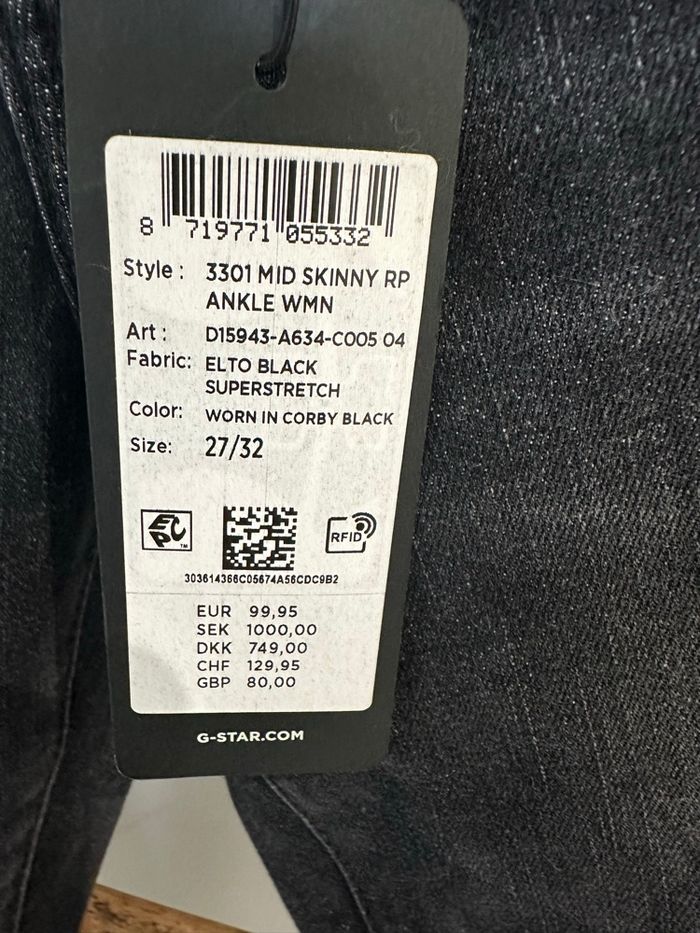 8 719771 055332
Style : 3301 MID SKINNY RP
ANKLE WMN
Art : D15943-A634-C005 04
Fabric: ELTO BLACK
SUPERSTRETCH
Color: WORN IN CORBY BLACK
Size: 27/32
EPC TM RFID
303614366C05674A56CDC9B2
EUR 99,95
SEK 1000,00
DKK 749,00
CHF 129,95
GBP 80,00
G-STAR.COM